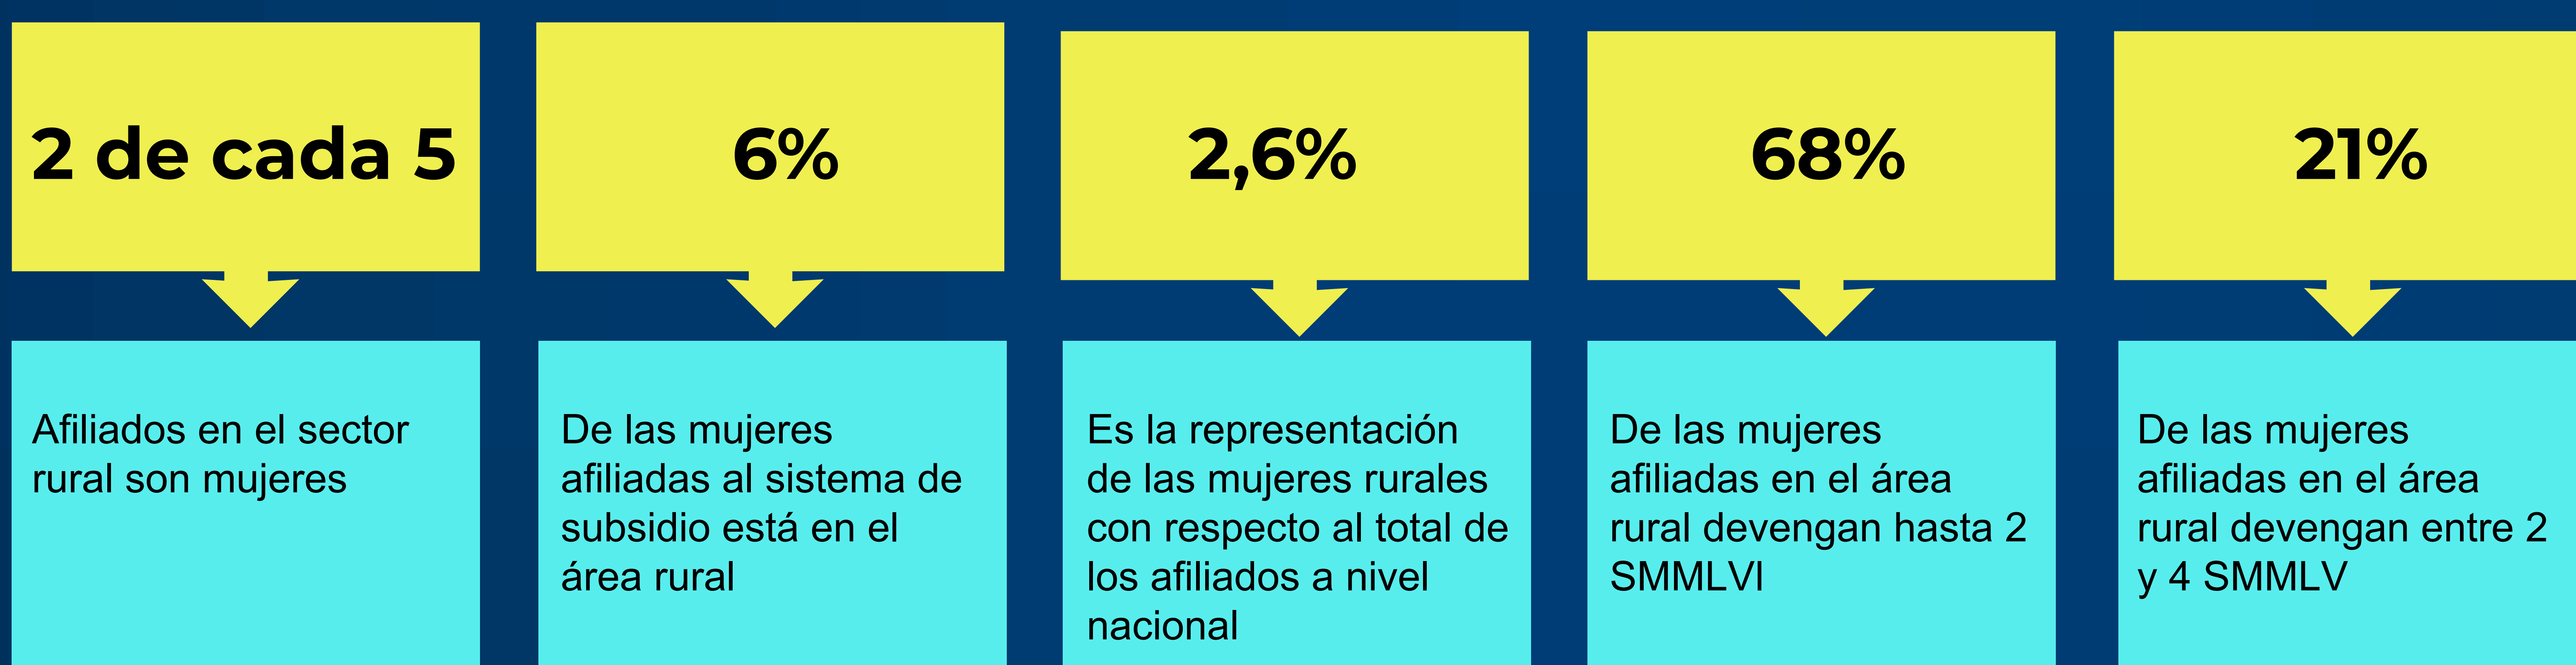 2 de cada 5
Afiliados en el sector
rural son mujeres
6%
De las mujeres
afiliadas al sistema de
subsidio está en el
área rural
2,6%
Es la representación
de las mujeres rurales
con respecto al total de
los afiliados a nivel
nacional
68%
De las mujeres
afiliadas en el área
rural devengan hasta 2
SMMLVl
21%
De las mujeres
afiliadas en el área
rural devengan entre 2
y 4 SMMLV